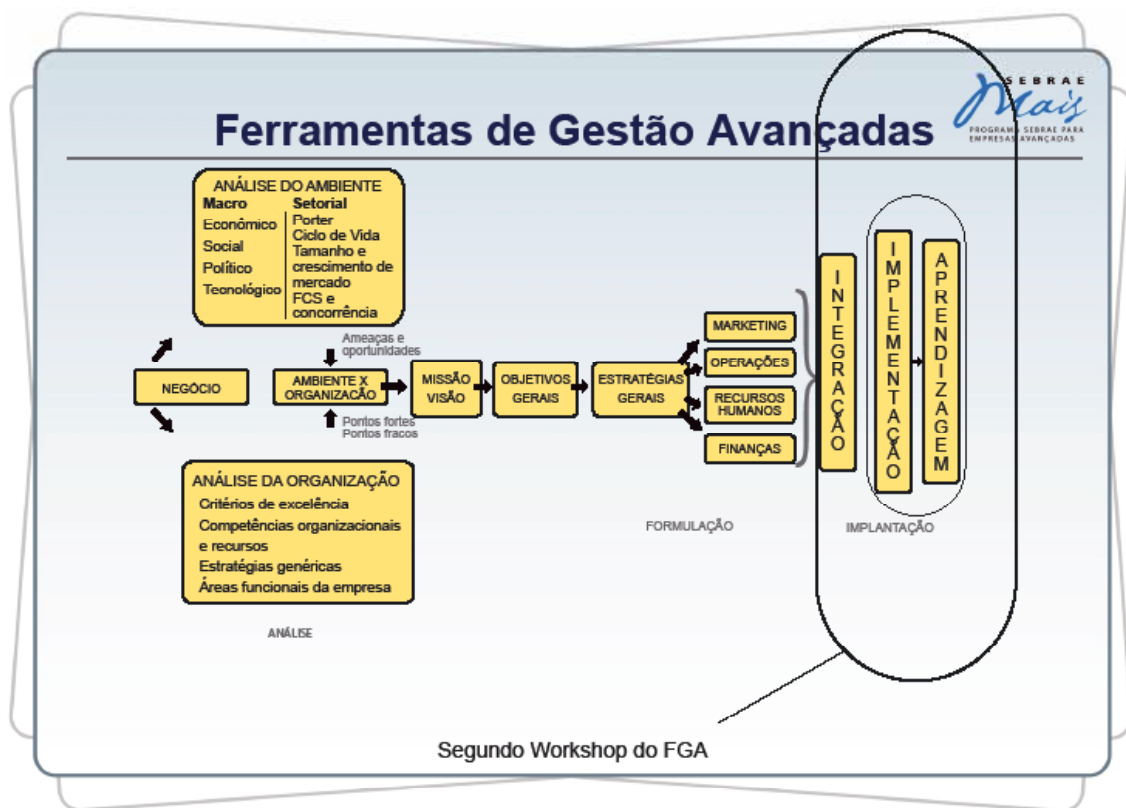 SEBRAE
Mais
PROGRAMA SEBRAE PARA
EMPRESAS AVANÇADAS
Ferramentas de Gestão Avançadas
ANÁLISE DO AMBIENTE
Macro
Econômico
Social
Político
Tecnológico
Setorial
Porter
Ciclo de Vida
Tamanho e
crescimento de
mercado
FCS e
concorrência
Ameaças e
oportunidades
NEGÓCIO
AMBIENTE X
ORGANIZAÇÃO
Pontos fortes
Pontos fracos
MISSÃO
VISÃO
OBJETIVOS
GERAIS
ESTRATÉGIAS
GERAIS
MARKETING
OPERAÇÕES
RECURSOS
HUMANOS
FINANÇAS
INTEGRAÇÃO
IMPLEMENTAÇÃO
APRENDIZAGEM
ANÁLISE DA ORGANIZAÇÃO
Critérios de excelência
Competências organizacionais
e recursos
Estratégias genéricas
Áreas funcionais da empresa
ANÁLISE
FORMULAÇÃO
IMPLANTAÇÃO
Segundo Workshop do FGA